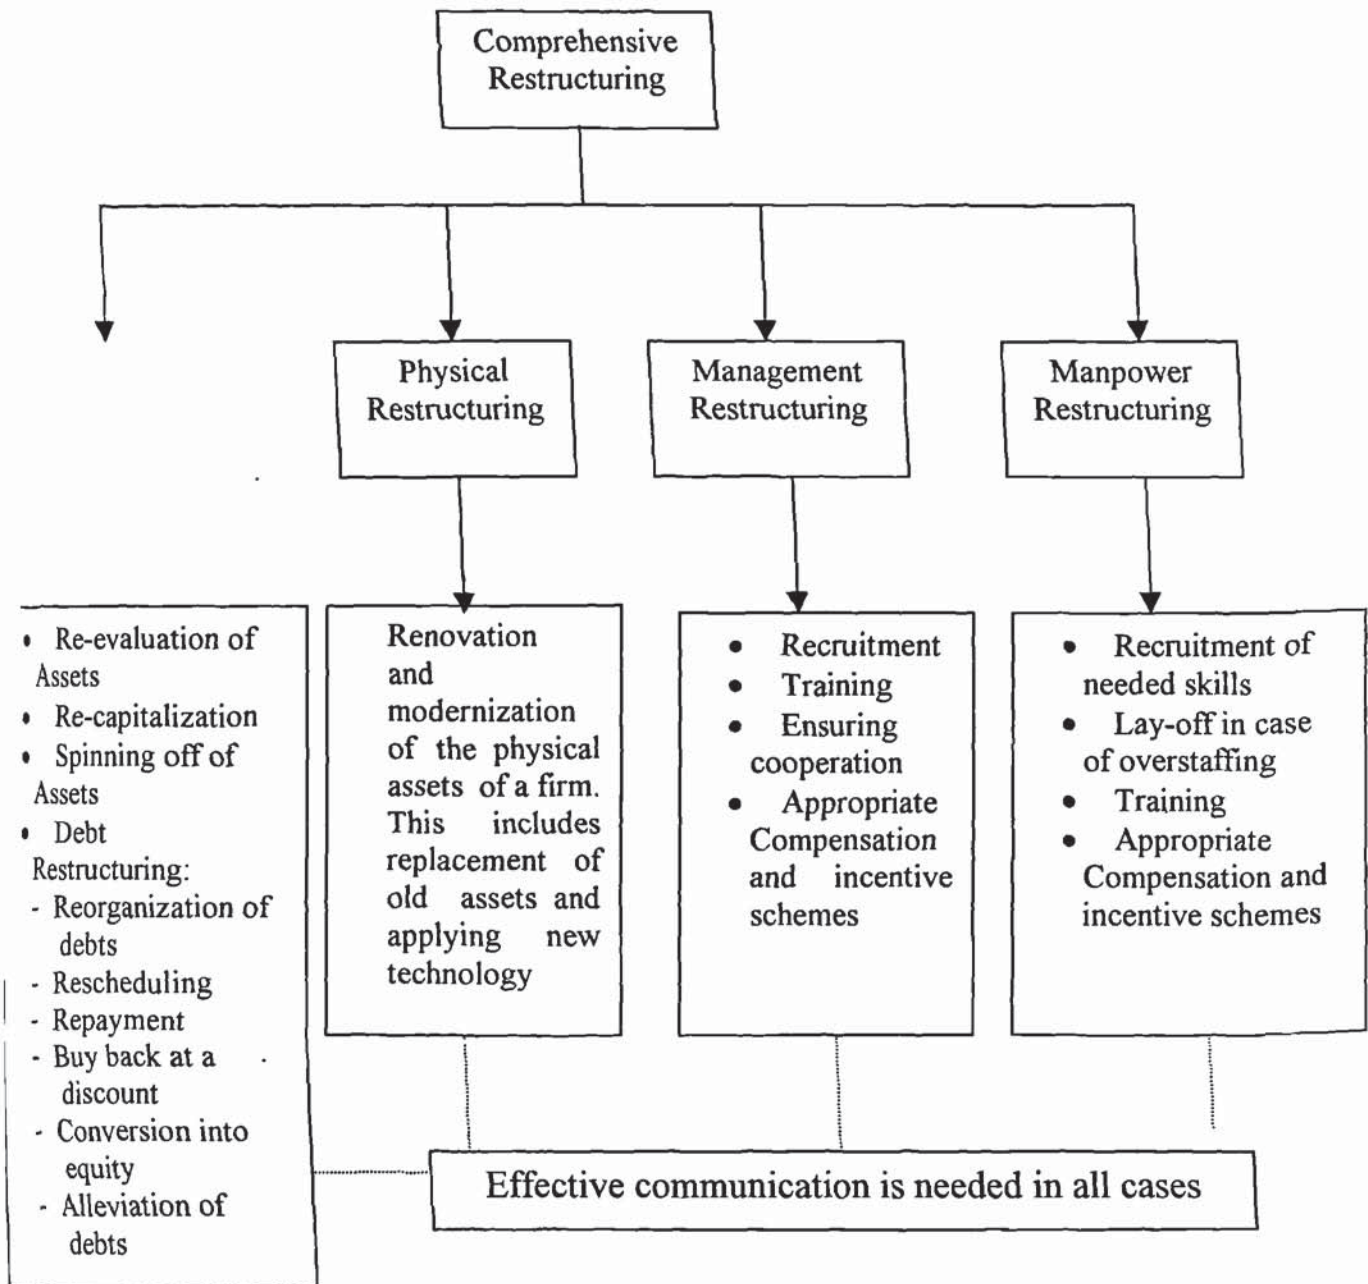 Comprehensive
Restructuring
Physical
Restructuring
Management
Restructuring
Manpower
Restructuring
• Re-evaluation of
Assets
• Re-capitalization
• Spinning off of
Assets
• Debt
Restructuring:
- Reorganization of
debts
- Rescheduling
- Repayment
- Buy back at a
discount
- Conversion into
equity
- Alleviation of
debts
Renovation
and
modernization
of the physical
assets of a firm.
This includes
replacement of
old assets and
applying new
technology
• Recruitment
• Training
• Ensuring
cooperation
• Appropriate
Compensation
and incentive
schemes
• Recruitment of
needed skills
• Lay-off in case
of overstaffing
• Training
• Appropriate
Compensation and
incentive schemes
Effective communication is needed in all cases